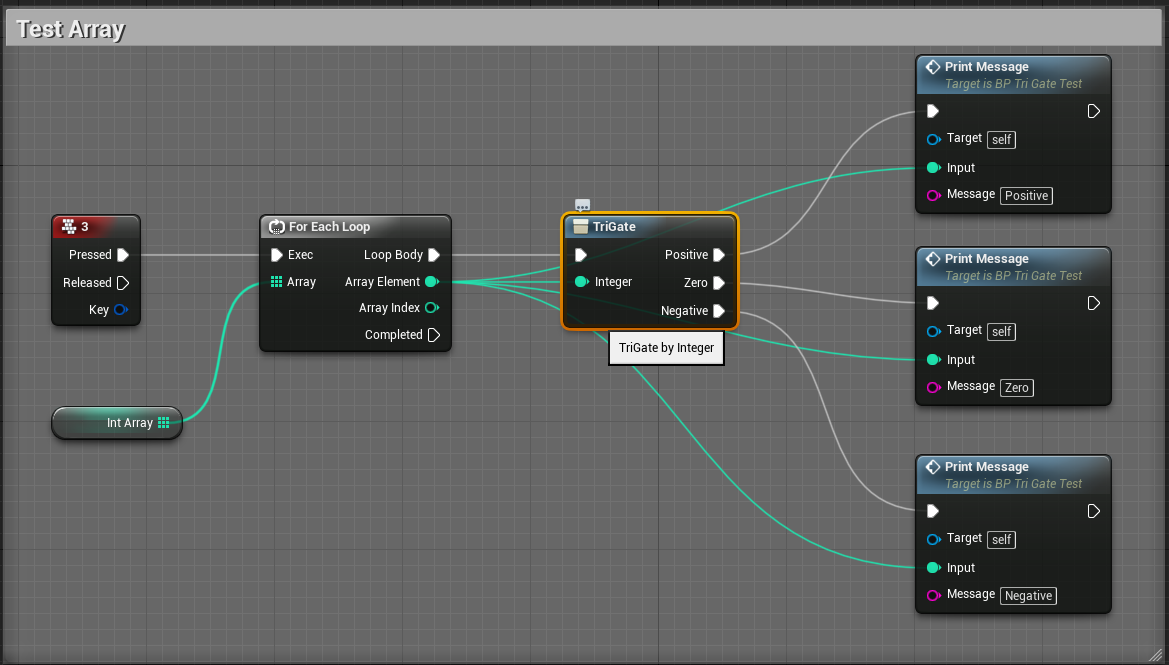 Test Array
3
Pressed
Released
Key
Int Array
For Each Loop
Exec
Loop Body
Array
Array Element
Array Index
Completed
TriGate
Positive
Integer
Zero
Negative
TriGate by Integer
Print Message
Target is BP Tri Gate Test
Target self
Input
Message Positive
Print Message
Target is BP Tri Gate Test
Target self
Input
Message Zero
Print Message
Target is BP Tri Gate Test
Target self
Input
Message Negative